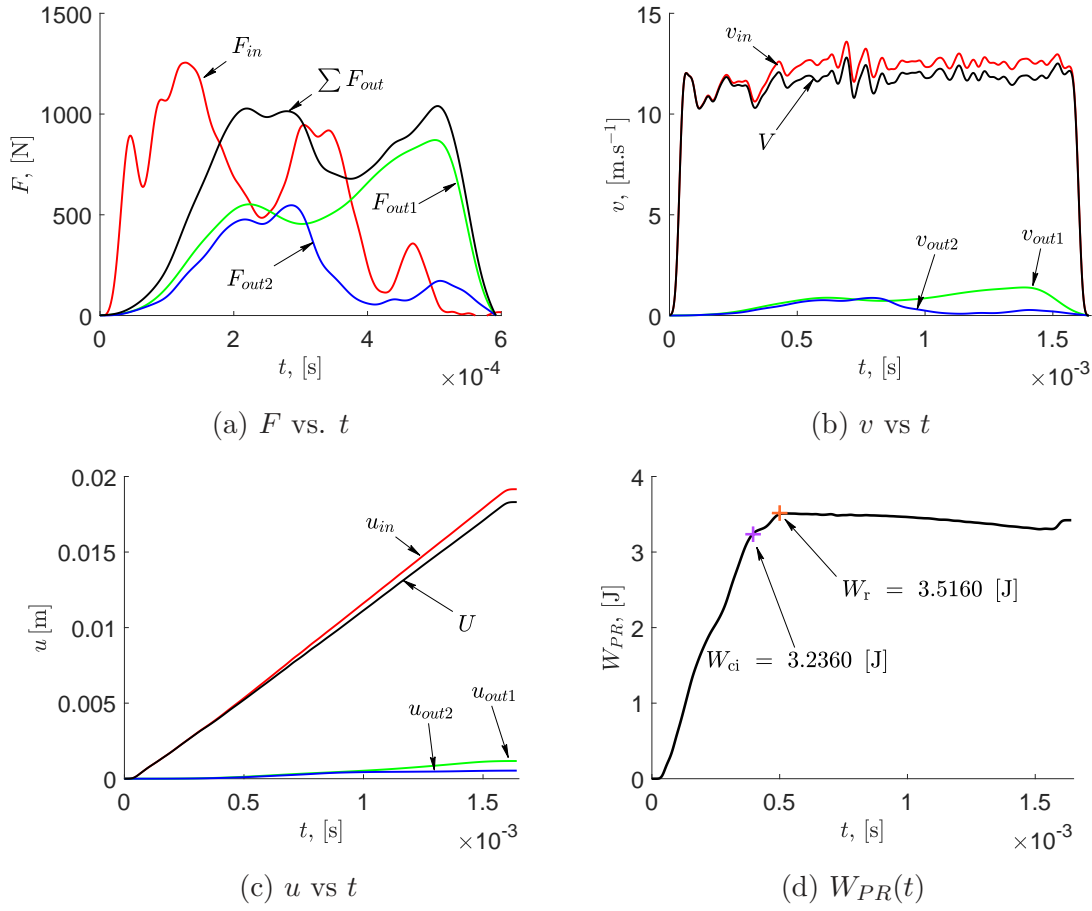 1500
1000
500
0
F, [N]
F_in
∑ F_out
F_out1
F_out2
0 2 4 6
t, [s]
×10⁻⁴
(a) F vs. t
15
10
5
0
v, [m.s⁻¹]
v_in
V
v_out2
v_out1
0 0.5 1 1.5
t, [s]
×10⁻³
(b) v vs t
0.02
0.015
0.01
0.005
0
u [m]
u_in
U
u_out1
u_out2
0 0.5 1 1.5
t, [s]
×10⁻³
(c) u vs t
4
3
2
1
0
W_PR, [J]
W_r = 3.5160 [J]
W_ci = 3.2360 [J]
0 0.5 1 1.5
t, [s]
×10⁻³
(d) W_PR(t)